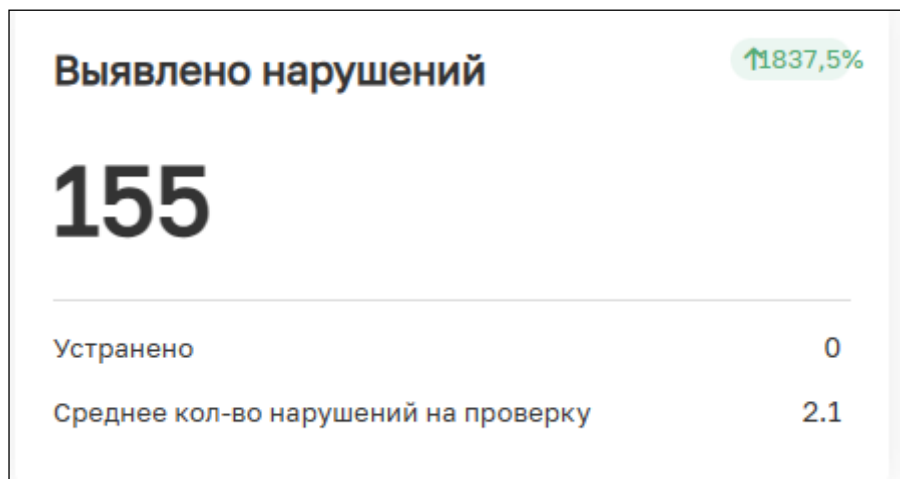 Выявлено нарушений
↑1837,5%
155
Устранено 0
Среднее кол-во нарушений на проверку 2.1